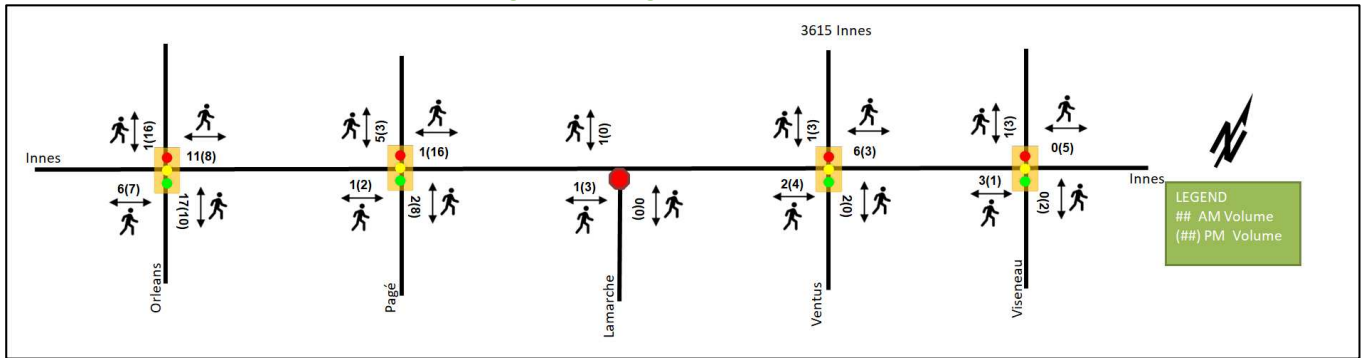 3615 Innes
1(16)
5(3)
1(0)
1(3)
1(3)
Innes
11(8)
1(16)
6(3)
0(5)
Innes
6(7)
17(10)
1(2)
2(8)
1(3)
0(0)
2(4)
2(0)
3(1)
0(2)
LEGEND
## AM Volume
(##) PM Volume
Orleans
Pagé
Lamarche
Ventus
Viseneau